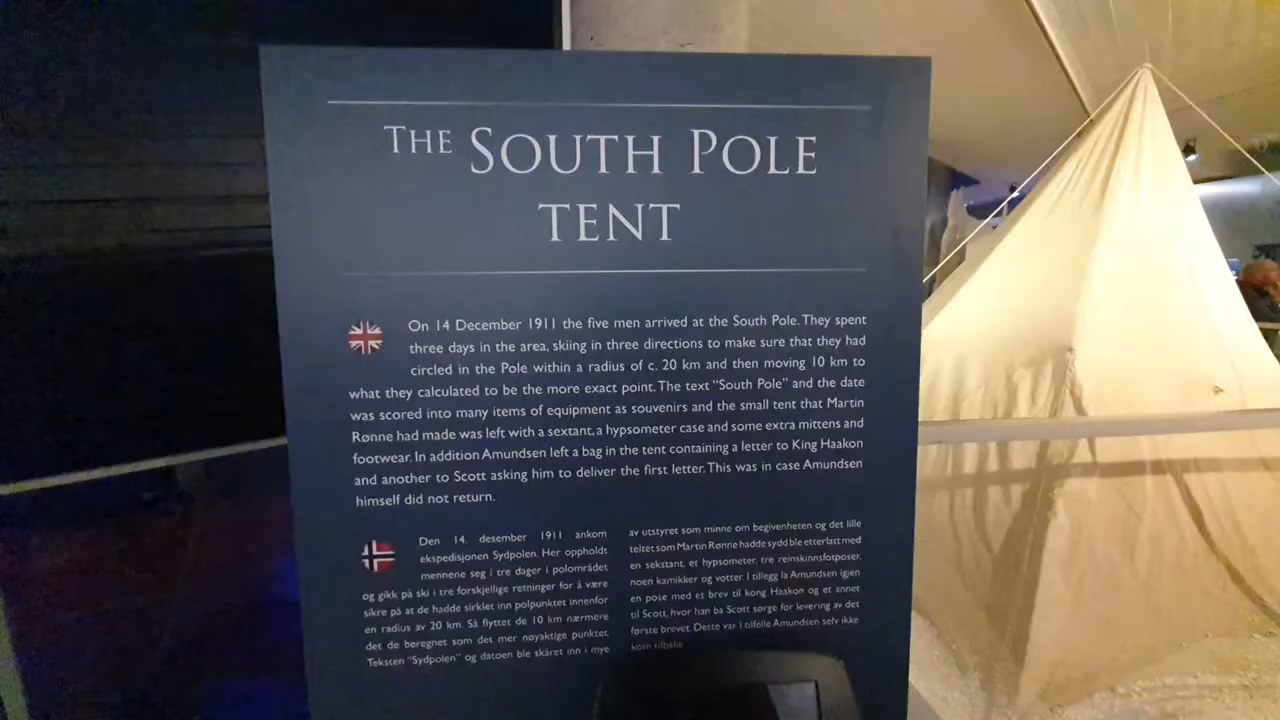 THE SOUTH POLE
TENT
On 14 December 1911 the five men arrived at the South Pole. They spent
three days in the area, skiing in three directions to make sure that they had
circled in the Pole within a radius of c. 20 km and then moving 10 km to
what they calculated to be the more exact point. The text "South Pole" and the date
was scored into many items of equipment as souvenirs and the small tent that Martin
Rønne had made was left with a sextant, a hypsometer case and some extra mittens and
footwear. In addition Amundsen left a bag in the tent containing a letter to King Haakon
and another to Scott asking him to deliver the first letter. This was in case Amundsen
himself did not return.
Den 14. desember 1911 ankom
ekspedisjonen Sydpolen. Her oppholdt
mennene seg i tre dager i polområdet
og gikk på ski i tre forskjellige retninger for å være
sikre på at de hadde sirklet inn polpunktet innenfor
en radius av 20 km. Så flyttet de 10 km nærmere
det de beregnet som det mer nøyaktige punktet.
Teksten "Sydpolen" og datoen ble skåret inn i mye
av utstyret som minne om begivenheten og det lille
teltet som Martin Rønne hadde sydd ble etterlatt med
en sekstant, et hypsometer, tre reinskinnsfotposer,
noen kamikker og votter. I tillegg la Amundsen igjen
en pose med et brev til kong Haakon og et annet
til Scott, hvor han ba Scott sørge for levering av det
første brevet. Dette var i tilfelle Amundsen selv ikke
kom tilbake